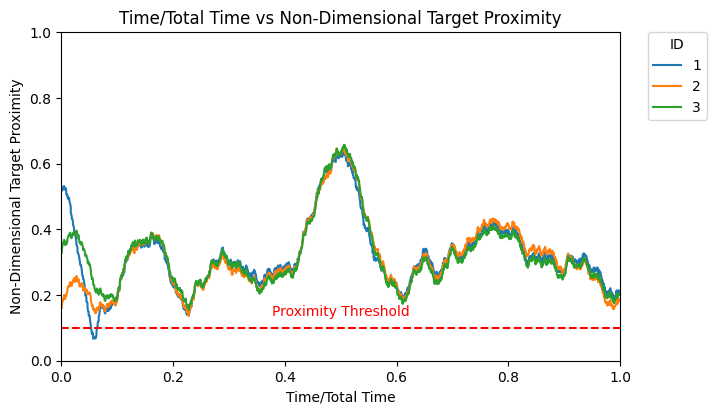 Time/Total Time vs Non-Dimensional Target Proximity
ID
1
2
3
Non-Dimensional Target Proximity
1.0
0.8
0.6
0.4
0.2
0.0
Proximity Threshold
0.0 0.2 0.4 0.6 0.8 1.0
Time/Total Time